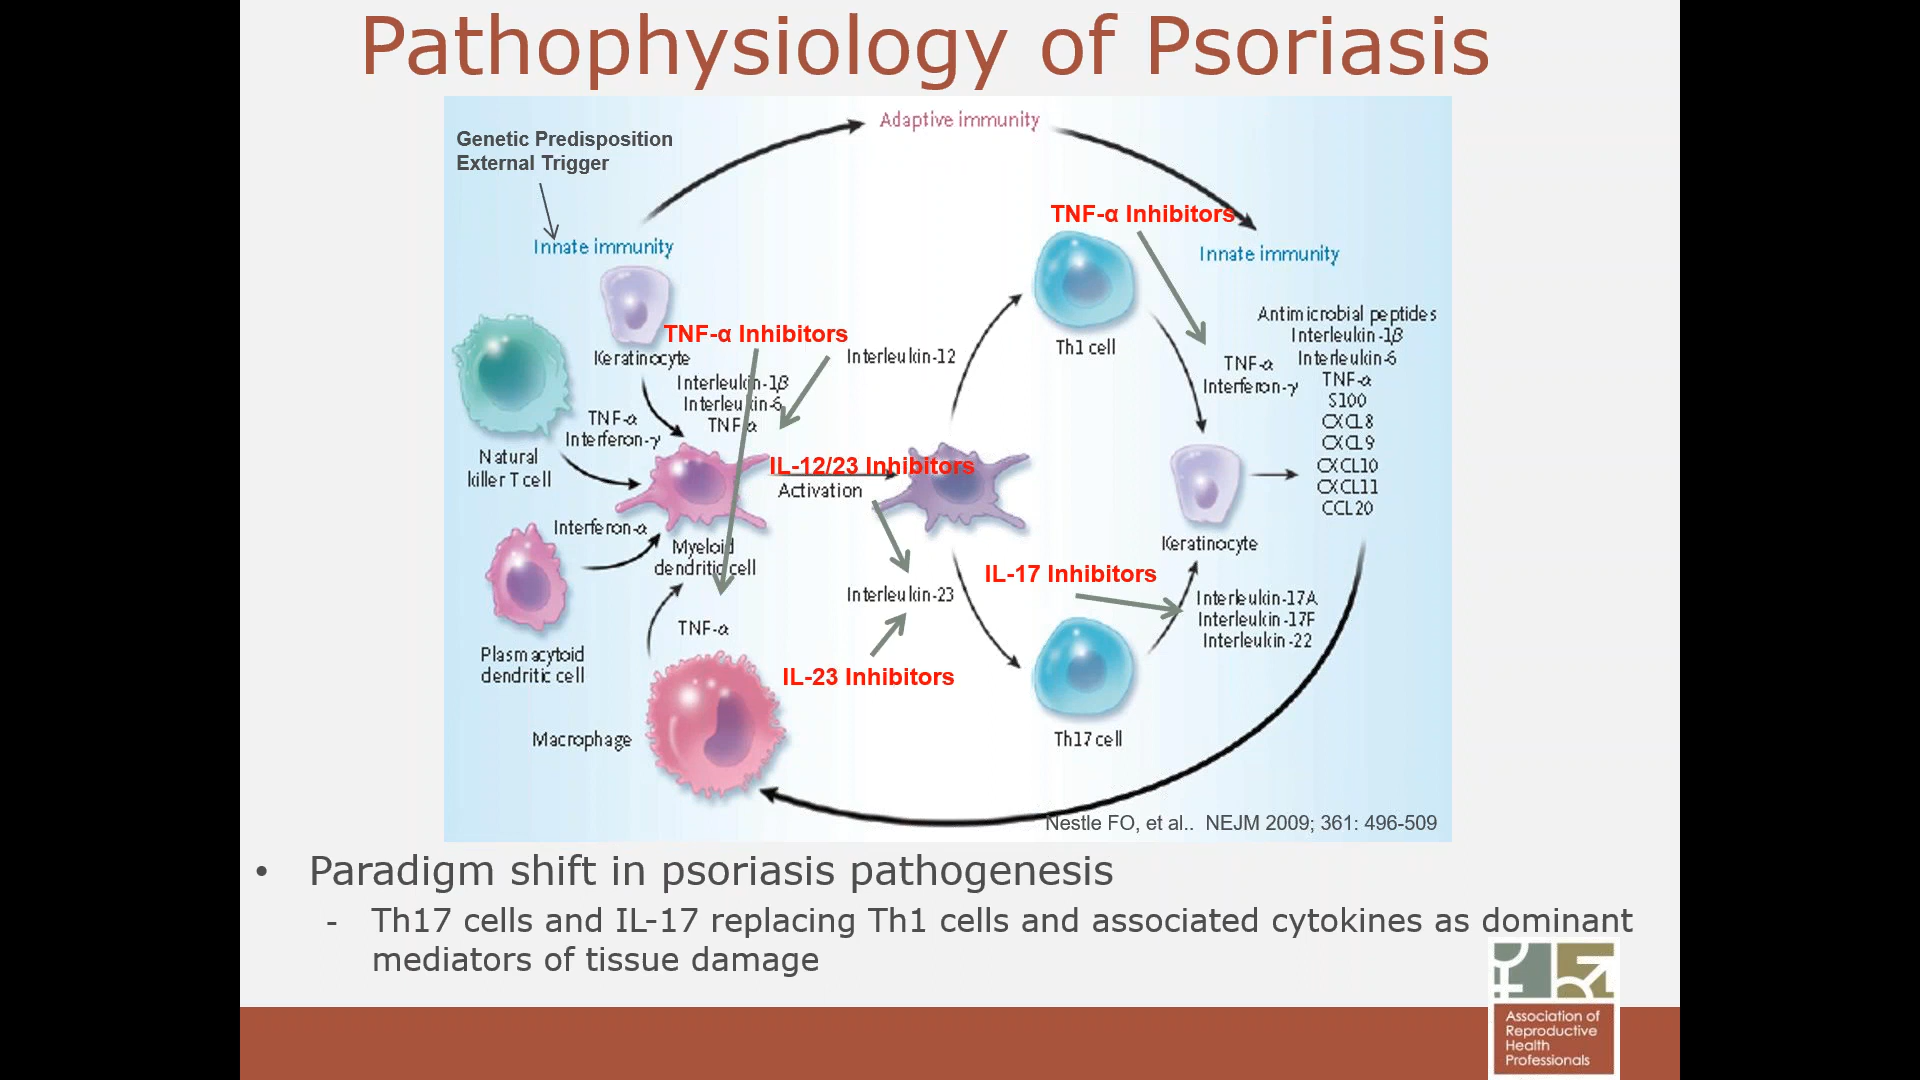 Pathophysiology of Psoriasis
Adaptive immunity
Genetic Predisposition
External Trigger
Innate immunity
TNF-α Inhibitors
Innate immunity
Keratinocyte
TNF-α Inhibitors
Interleukin-12
Interleukin-1β
Interleukin-6
TNF-α
TNF-α
Interferon-γ
Natural
killer T cell
Th1 cell
TNF-α
Interferon-γ
Antimicrobial peptides
Interleukin-1β
Interleukin-6
TNF-α
S100
CXCL8
CXCL9
CXCL10
CXCL11
CCL20
IL-12/23 Inhibitors
Activation
Interferon-α
Myeloid
dendritic cell
Keratinocyte
IL-17 Inhibitors
Interleukin-23
Interleukin-17A
Interleukin-17F
Interleukin-22
TNF-α
Plasmacytoid
dendritic cell
IL-23 Inhibitors
Macrophage
Th17 cell
Nestle FO, et al.. NEJM 2009; 361: 496-509
• Paradigm shift in psoriasis pathogenesis
- Th17 cells and IL-17 replacing Th1 cells and associated cytokines as dominant
mediators of tissue damage
Association of
Reproductive
Health
Professionals